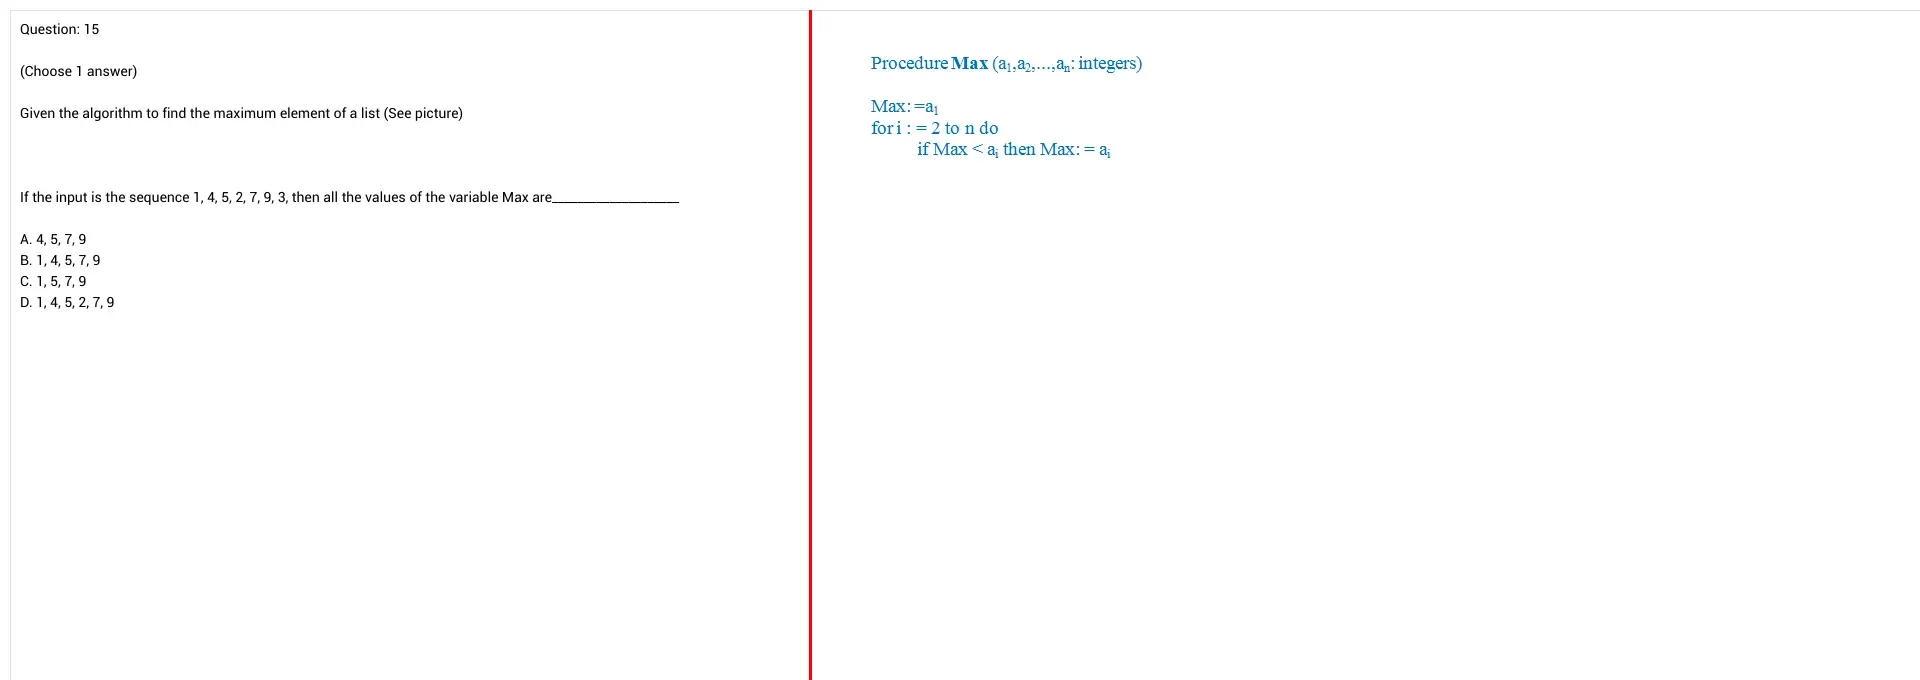 Question: 15
(Choose 1 answer)
Given the algorithm to find the maximum element of a list (See picture)
If the input is the sequence 1, 4, 5, 2, 7, 9, 3, then all the values of the variable Max are__________________
A. 4, 5, 7, 9
B. 1, 4, 5, 7, 9
C. 1, 5, 7, 9
D. 1, 4, 5, 2, 7, 9
Procedure Max (a₁,a₂,...,aₙ: integers)
Max: =a₁
for i : = 2 to n do
if Max < aᵢ then Max: = aᵢ